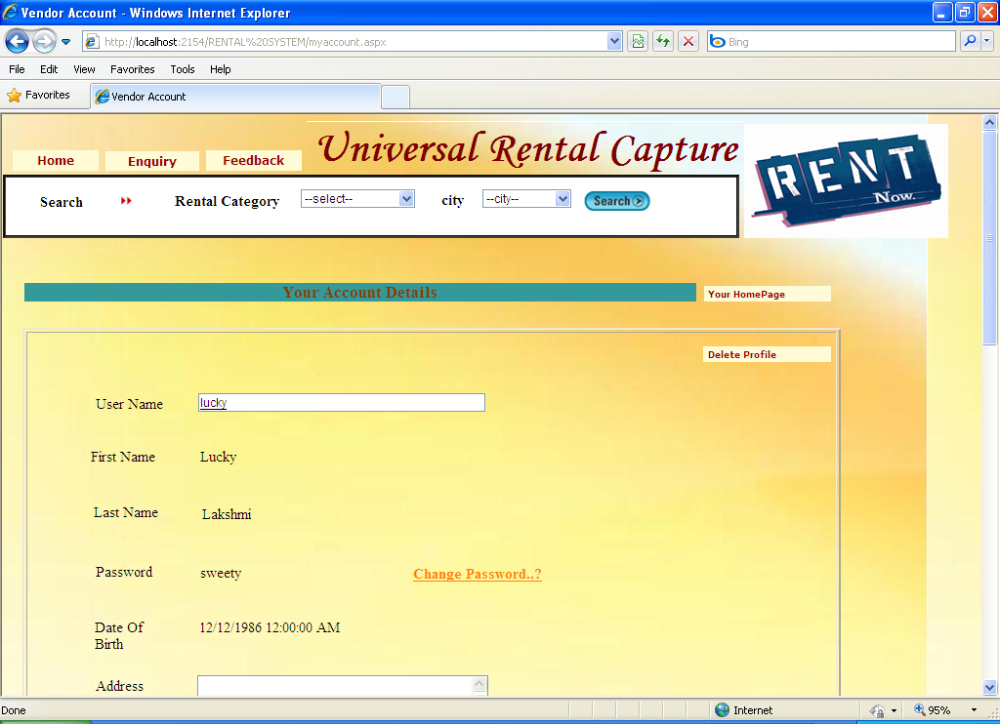 Vendor Account - Windows Internet Explorer
http://localhost:2154/RENTAL%20SYSTEM/myaccount.aspx
Bing
File Edit View Favorites Tools Help
Favorites Vendor Account
Universal Rental Capture
Home Enquiry Feedback
RENT
Now.
Search Rental Category --select-- city --city-- Search
Your Account Details Your HomePage
Delete Profile
User Name lucky
First Name Lucky
Last Name Lakshmi
Password sweety Change Password..?
Date Of 12/12/1986 12:00:00 AM
Birth
Address
Done Internet 95%